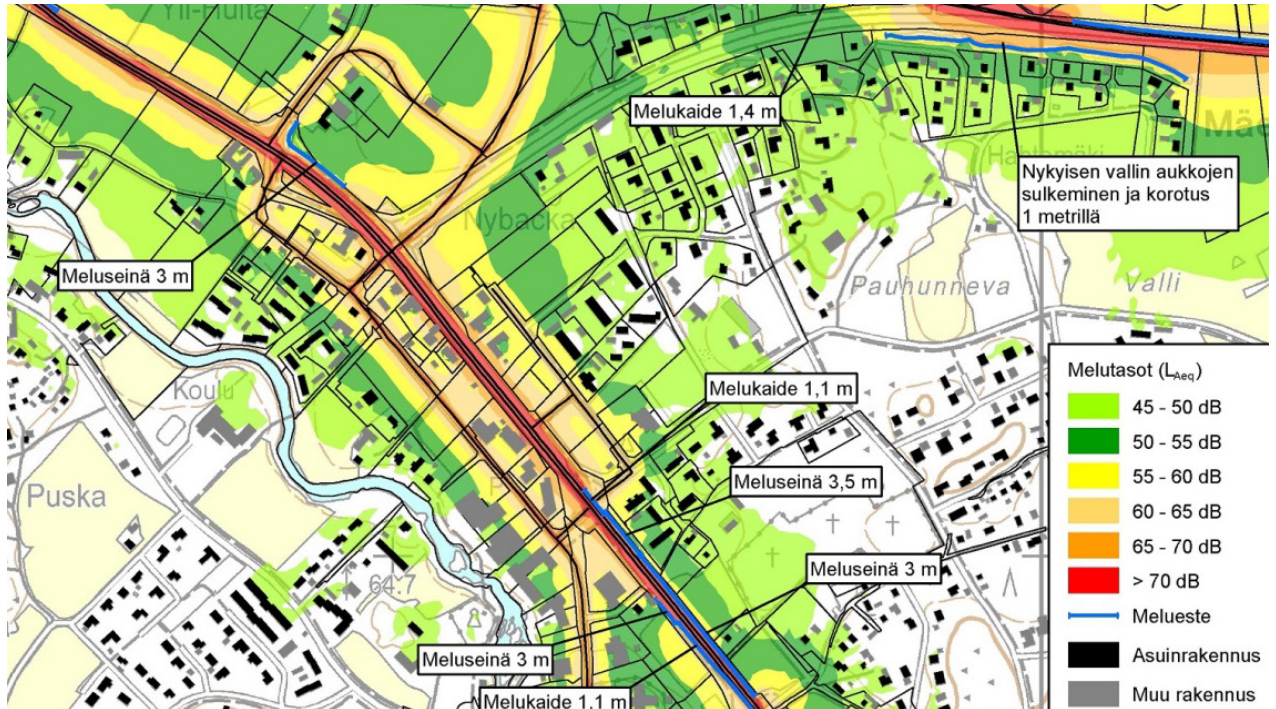 Yli-Hulta
Melukaide 1,4 m
Nybacka
Meluseinä 3 m
Nykyisen vallin aukkojen
sulkeminen ja korotus
1 metrillä
Pauhunneva
Valli
Koulu
Puska
64.7
Melukaide 1,1 m
Meluseinä 3,5 m
Meluseinä 3 m
Meluseinä 3 m
Melukaide 1,1 m
Melutasot (LAeq)
45 - 50 dB
50 - 55 dB
55 - 60 dB
60 - 65 dB
65 - 70 dB
> 70 dB
Melueste
Asuinrakennus
Muu rakennus